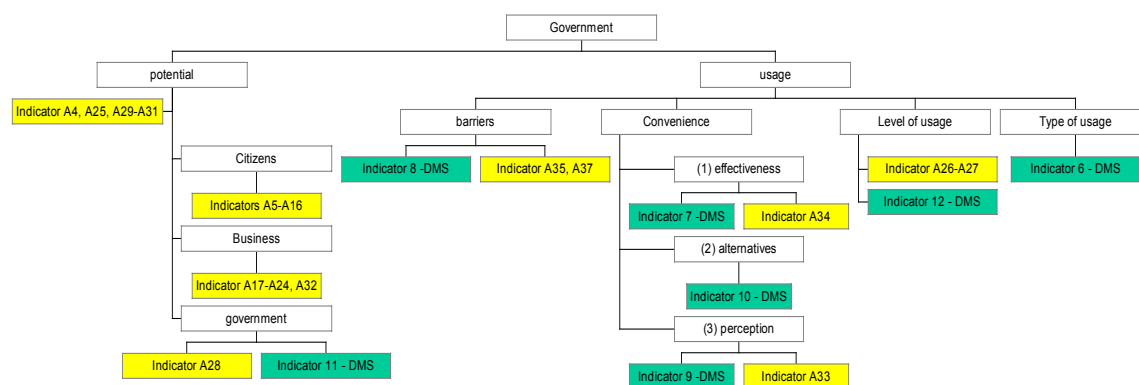 Government
potential
usage
Indicator A4, A25, A29-A31
barriers
Convenience
Level of usage
Type of usage
Citizens
Indicator 8 -DMS
Indicator A35, A37
(1) effectiveness
Indicator A26-A27
Indicator 6 - DMS
Indicators A5-A16
Indicator 7 -DMS
Indicator A34
Indicator 12 - DMS
Business
(2) alternatives
Indicator A17-A24, A32
Indicator 10 - DMS
government
(3) perception
Indicator A28
Indicator 11 - DMS
Indicator 9 -DMS
Indicator A33